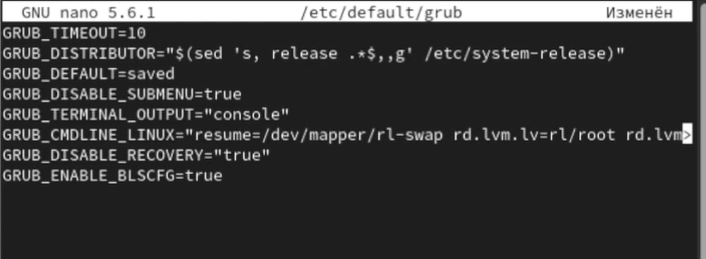 GNU nano 5.6.1 /etc/default/grub Изменён
GRUB_TIMEOUT=10
GRUB_DISTRIBUTOR="$(sed 's, release .*$,,g' /etc/system-release)"
GRUB_DEFAULT=saved
GRUB_DISABLE_SUBMENU=true
GRUB_TERMINAL_OUTPUT="console"
GRUB_CMDLINE_LINUX="resume=/dev/mapper/rl-swap rd.lvm.lv=rl/root rd.lvm>
GRUB_DISABLE_RECOVERY="true"
GRUB_ENABLE_BLSCFG=true